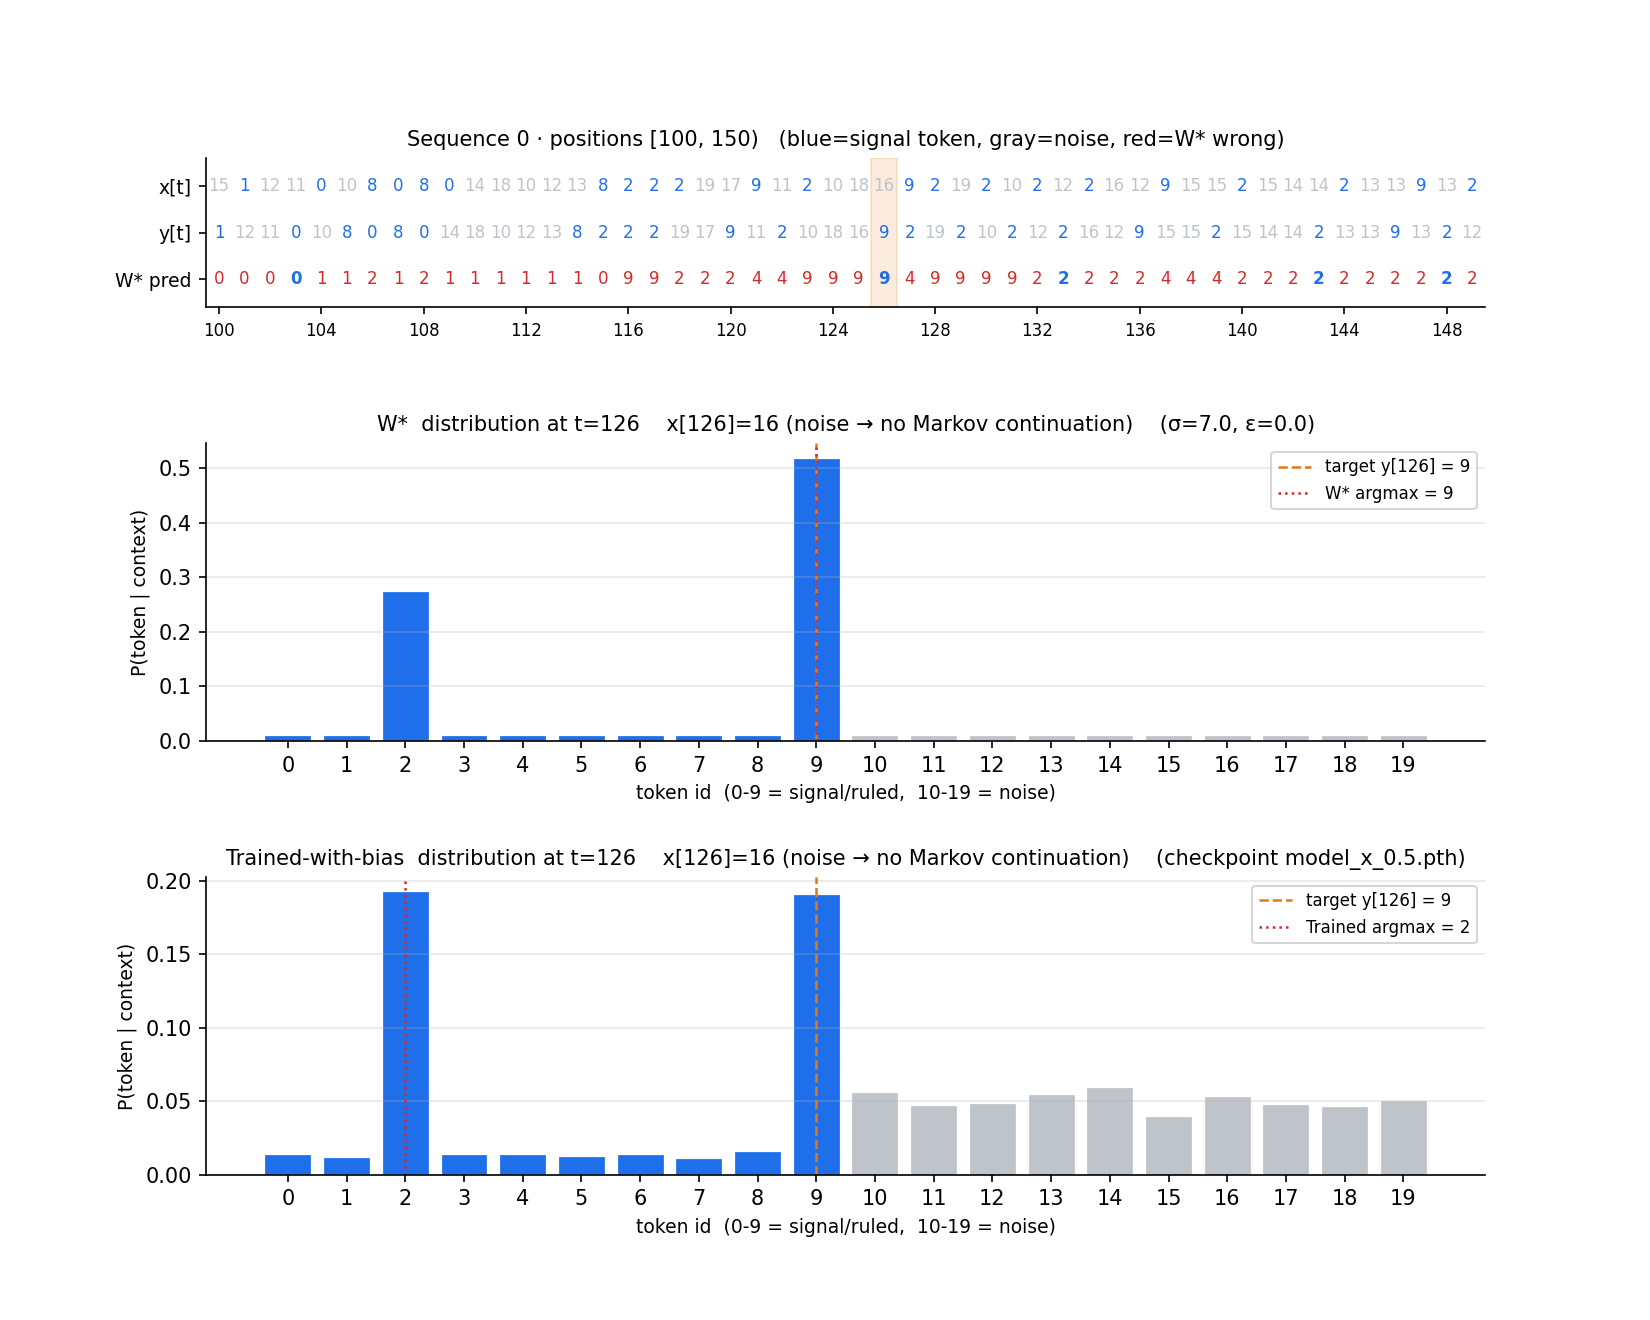 Sequence 0 · positions [100, 150)   (blue=signal token, gray=noise, red=W* wrong)
x[t] 15 1 12 11 0 10 8 0 8 0 14 18 10 12 13 8 2 2 2 19 17 9 11 2 10 18 16 9 2 19 2 10 2 12 2 16 12 9 15 15 2 15 14 14 2 13 13 9 13 2
y[t] 1 12 11 0 10 8 0 8 0 14 18 10 12 13 8 2 2 2 19 17 9 11 2 10 18 16 9 2 19 2 10 2 12 2 16 12 9 15 15 2 15 14 14 2 13 13 9 13 2 12
W* pred 0 0 0 0 1 1 2 1 2 1 1 1 1 1 1 0 9 9 2 2 2 4 4 9 9 9 9 4 9 9 9 9 2 2 2 2 2 4 4 4 2 2 2 2 2 2 2 2 2 2
100 104 108 112 116 120 124 128 132 136 140 144 148
W*  distribution at t=126    x[126]=16 (noise → no Markov continuation)    (σ=7.0, ε=0.0)
target y[126] = 9
W* argmax = 9
P(token | context)
0.5
0.4
0.3
0.2
0.1
0.0
0 1 2 3 4 5 6 7 8 9 10 11 12 13 14 15 16 17 18 19
token id  (0-9 = signal/ruled,  10-19 = noise)
Trained-with-bias  distribution at t=126    x[126]=16 (noise → no Markov continuation)    (checkpoint model_x_0.5.pth)
target y[126] = 9
Trained argmax = 2
P(token | context)
0.20
0.15
0.10
0.05
0.00
0 1 2 3 4 5 6 7 8 9 10 11 12 13 14 15 16 17 18 19
token id  (0-9 = signal/ruled,  10-19 = noise)